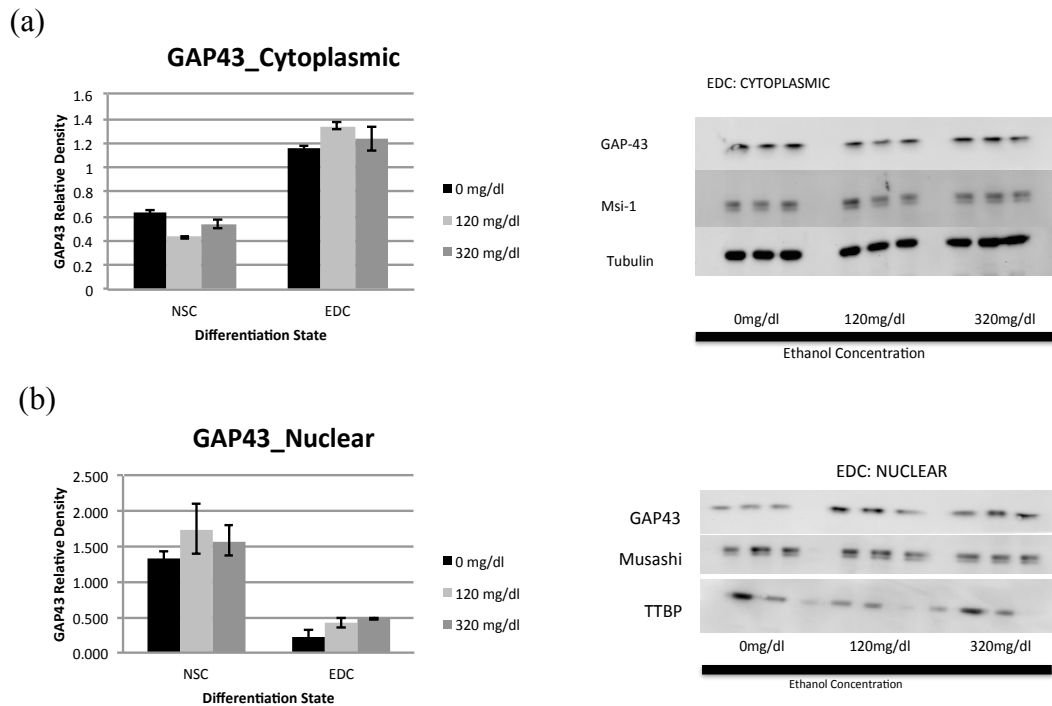 (a)
GAP43_Cytoplasmic
GAP43 Relative Density
1.6
1.4
1.2
1
0.8
0.6
0.4
0.2
0
NSC
EDC
Differentiation State
0 mg/dl
120 mg/dl
320 mg/dl
EDC: CYTOPLASMIC
GAP-43
Msi-1
Tubulin
0mg/dl
120mg/dl
320mg/dl
Ethanol Concentration
(b)
GAP43_Nuclear
GAP43 Relative Density
2.500
2.000
1.500
1.000
0.500
0.000
NSC
EDC
Differentiation State
0 mg/dl
120 mg/dl
320 mg/dl
EDC: NUCLEAR
GAP43
Musashi
TTBP
0mg/dl
120mg/dl
320mg/dl
Ethanol Concentration